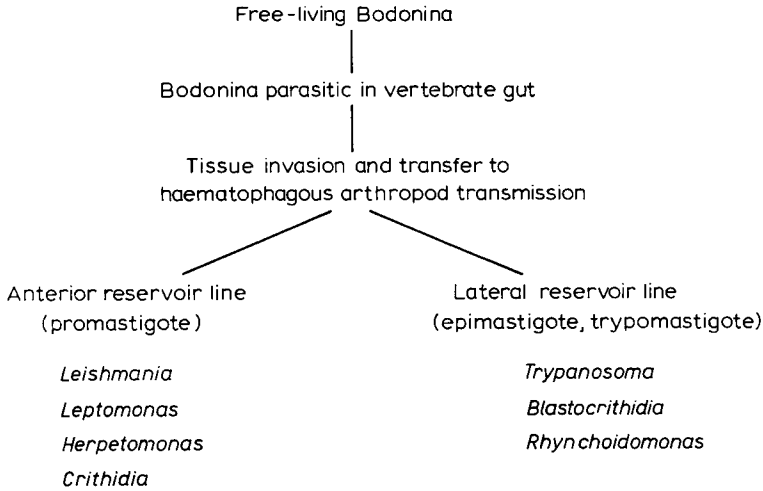 Free-living Bodonina
Bodonina parasitic in vertebrate gut
Tissue invasion and transfer to
haematophagous arthropod transmission
Anterior reservoir line
(promastigote)
Leishmania
Leptomonas
Herpetomonas
Crithidia
Lateral reservoir line
(epimastigote, trypomastigote)
Trypanosoma
Blastocrithidia
Rhynchoidomonas